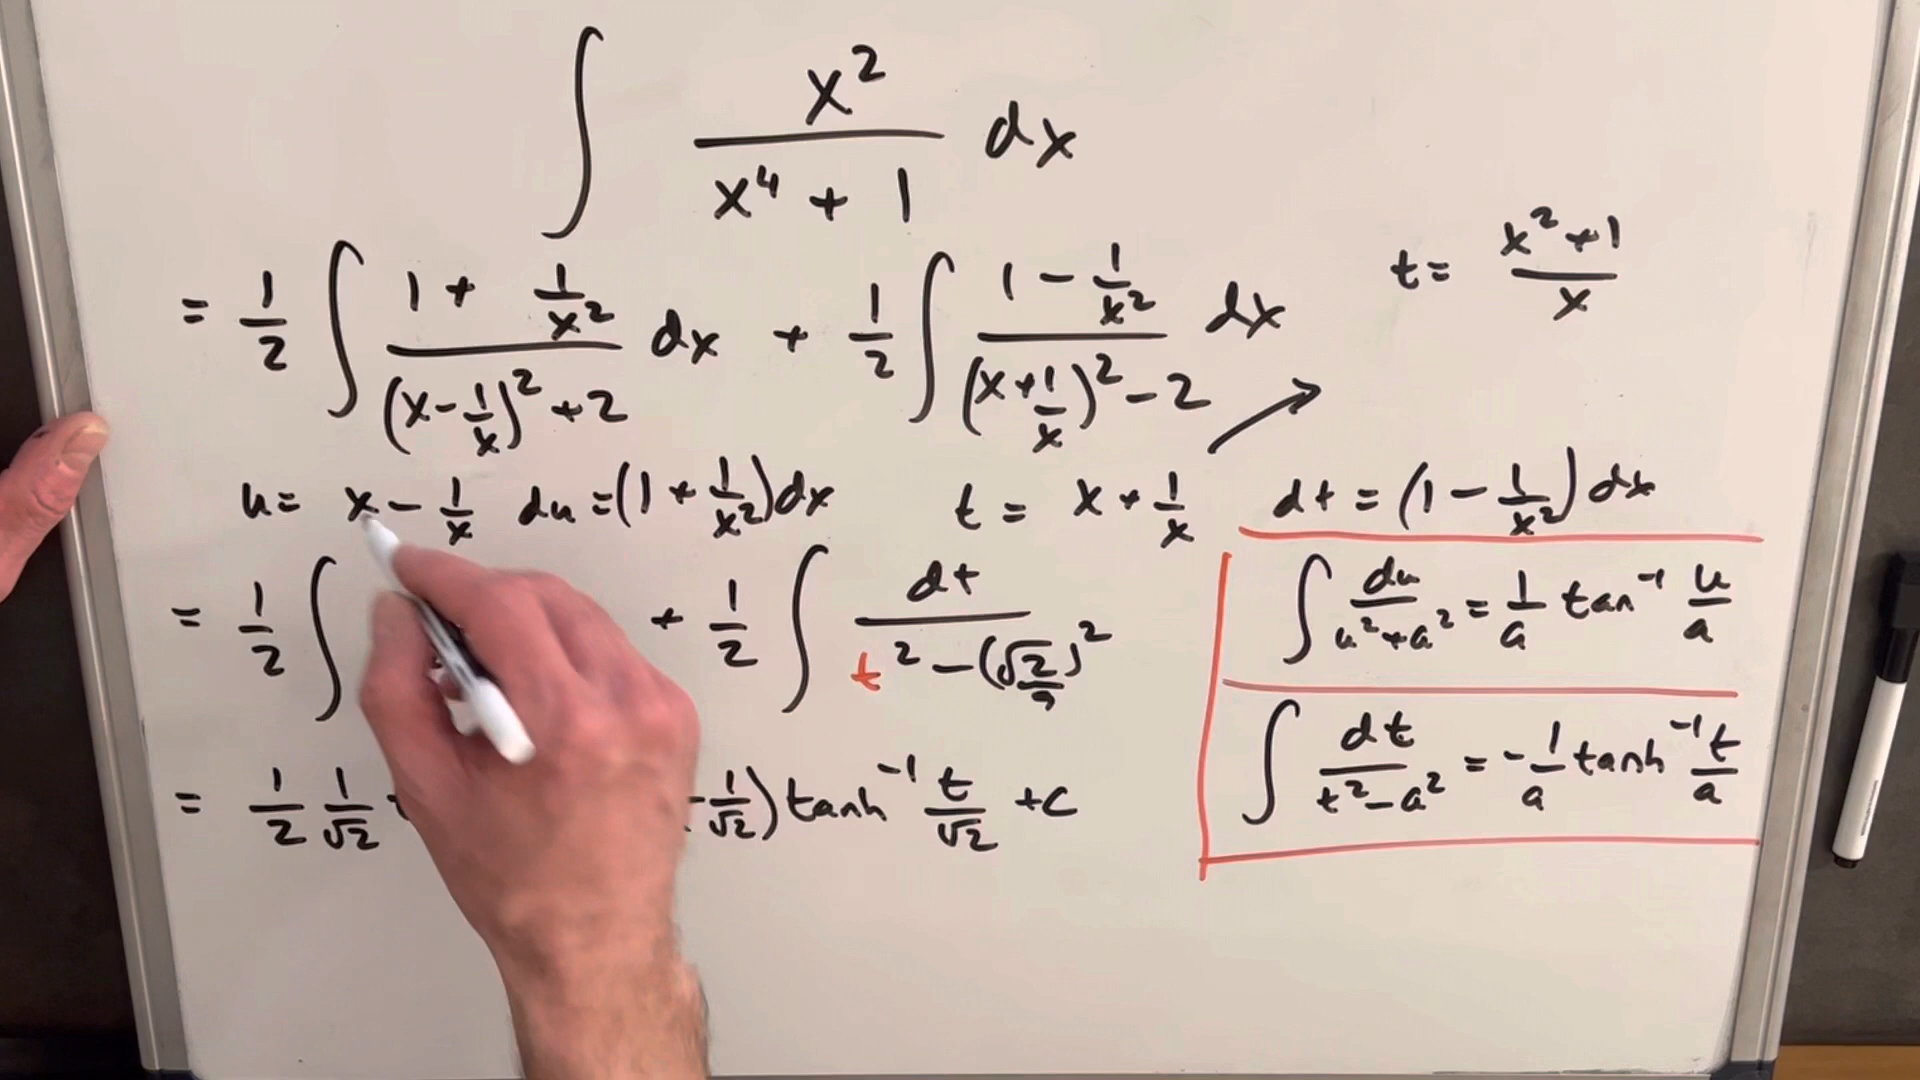 ∫ x² / (x⁴ + 1) dx
= 1/2 ∫ (1 + 1/x²) / ((x - 1/x)² + 2) dx + 1/2 ∫ (1 - 1/x²) / ((x + 1/x)² - 2) dx
t = (x² + 1) / x
u = x - 1/x du = (1 + 1/x²) dx t = x + 1/x dt = (1 - 1/x²) dx
= 1/2 ∫ + 1/2 ∫ dt / (t² - (√2)²)
a
∫ du / (u² + a²) = 1/a tan⁻¹ u/a
= 1/2 1/√2 1/√2) tanh⁻¹ t/√2 + c
∫ dt / (t² - a²) = - 1/a tanh⁻¹ t/a